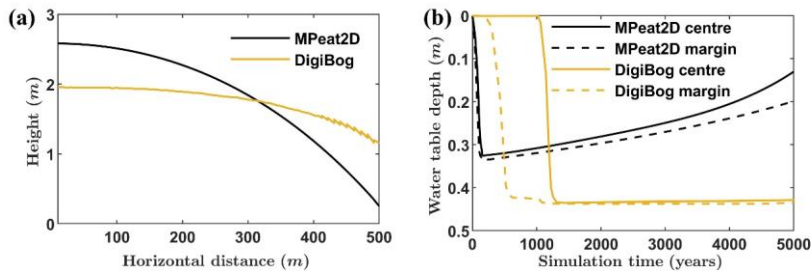 (a)
3
2
1
0
Height (m)
MPeat2D
DigiBog
100
200
300
400
500
Horizontal distance (m)
(b)
0
0.1
0.2
0.3
0.4
0.5
Water table depth (m)
MPeat2D centre
MPeat2D margin
DigiBog centre
DigiBog margin
0
1000
2000
3000
4000
5000
Simulation time (years)